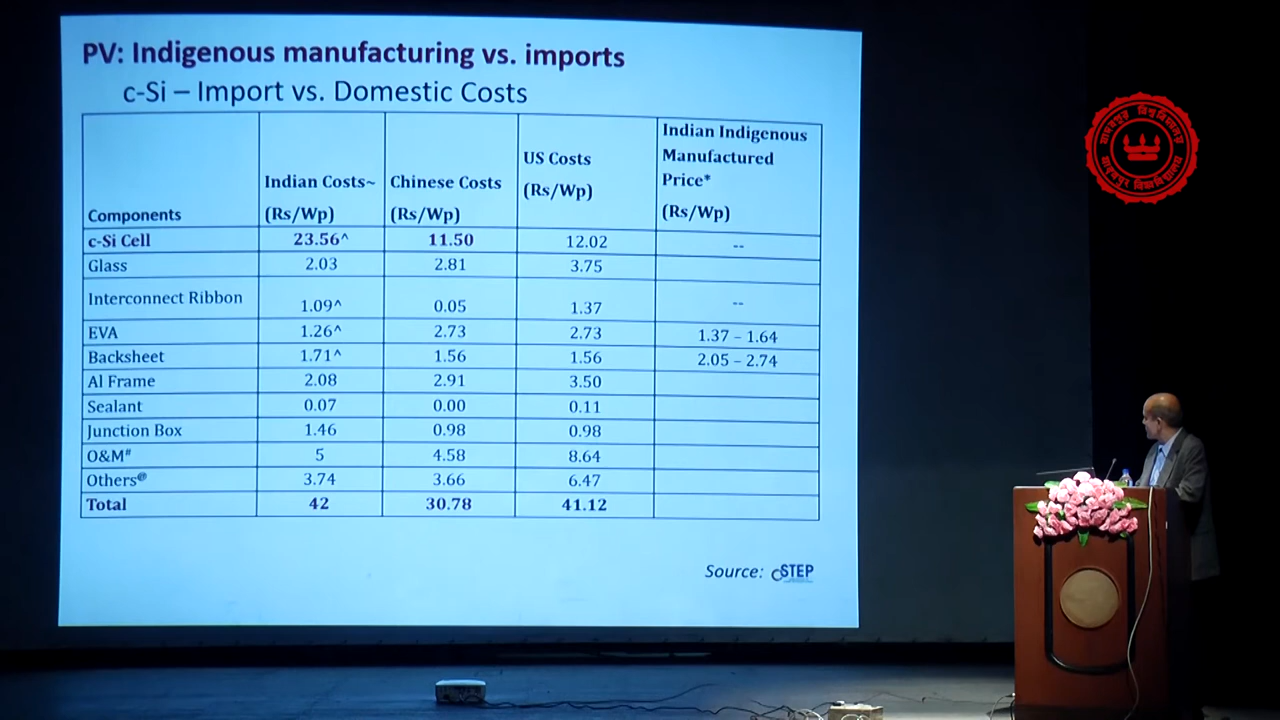 PV: Indigenous manufacturing vs. imports
c-Si – Import vs. Domestic Costs
Components Indian Costs~ (Rs/Wp) Chinese Costs (Rs/Wp) US Costs (Rs/Wp) Indian Indigenous Manufactured Price* (Rs/Wp)
c-Si Cell 23.56^ 11.50 12.02 --
Glass 2.03 2.81 3.75
Interconnect Ribbon 1.09^ 0.05 1.37 --
EVA 1.26^ 2.73 2.73 1.37 – 1.64
Backsheet 1.71^ 1.56 1.56 2.05 – 2.74
Al Frame 2.08 2.91 3.50
Sealant 0.07 0.00 0.11
Junction Box 1.46 0.98 0.98
O&M# 5 4.58 8.64
Others@ 3.74 3.66 6.47
Total 42 30.78 41.12
Source: CSTEP
যাদবপুর বিশ্ববিদ্যালয়